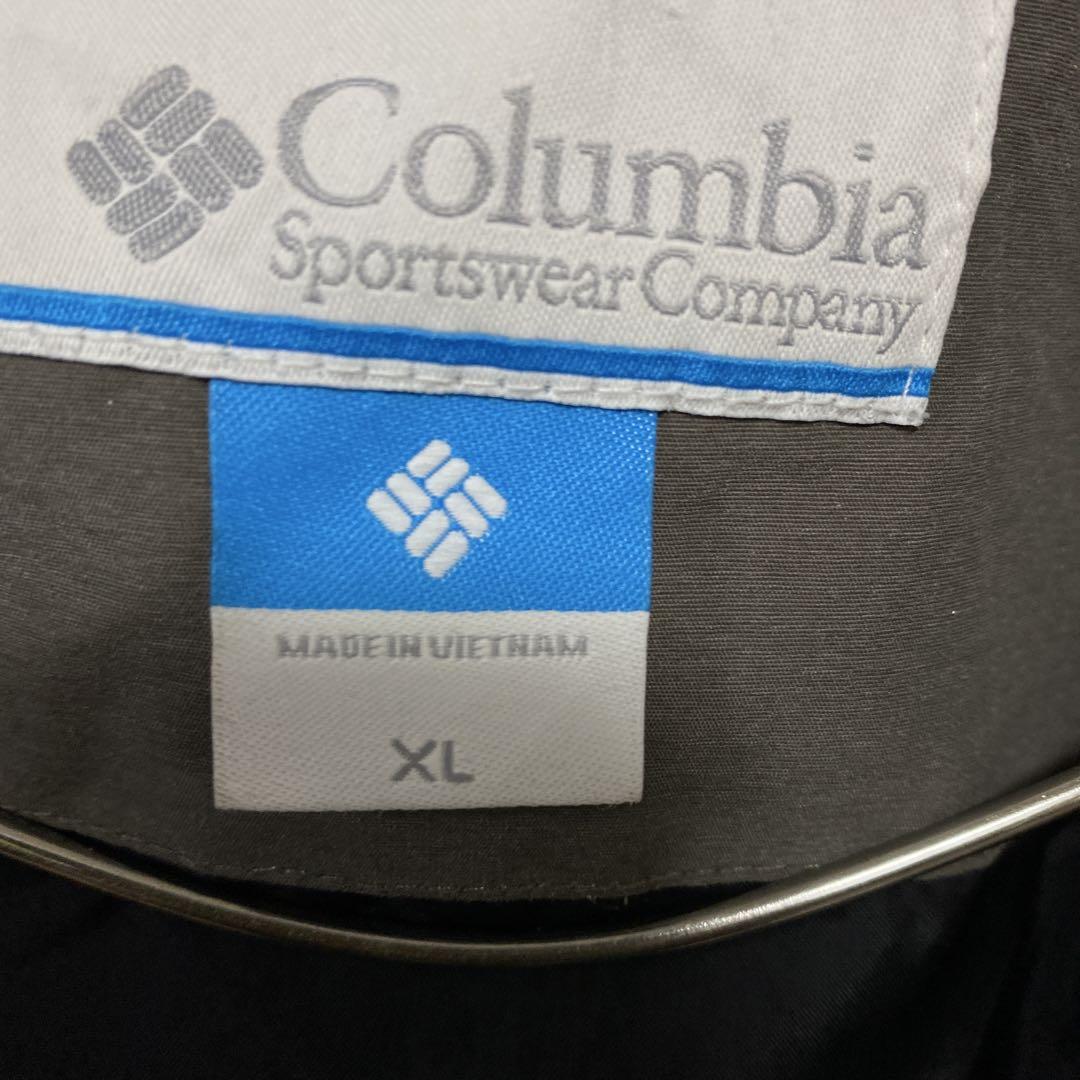 Columbia
Sportswear Company
MADE IN VIETNAM
XL